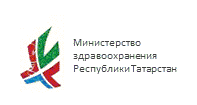 Министерство
здравоохранения
Республики Татарстан